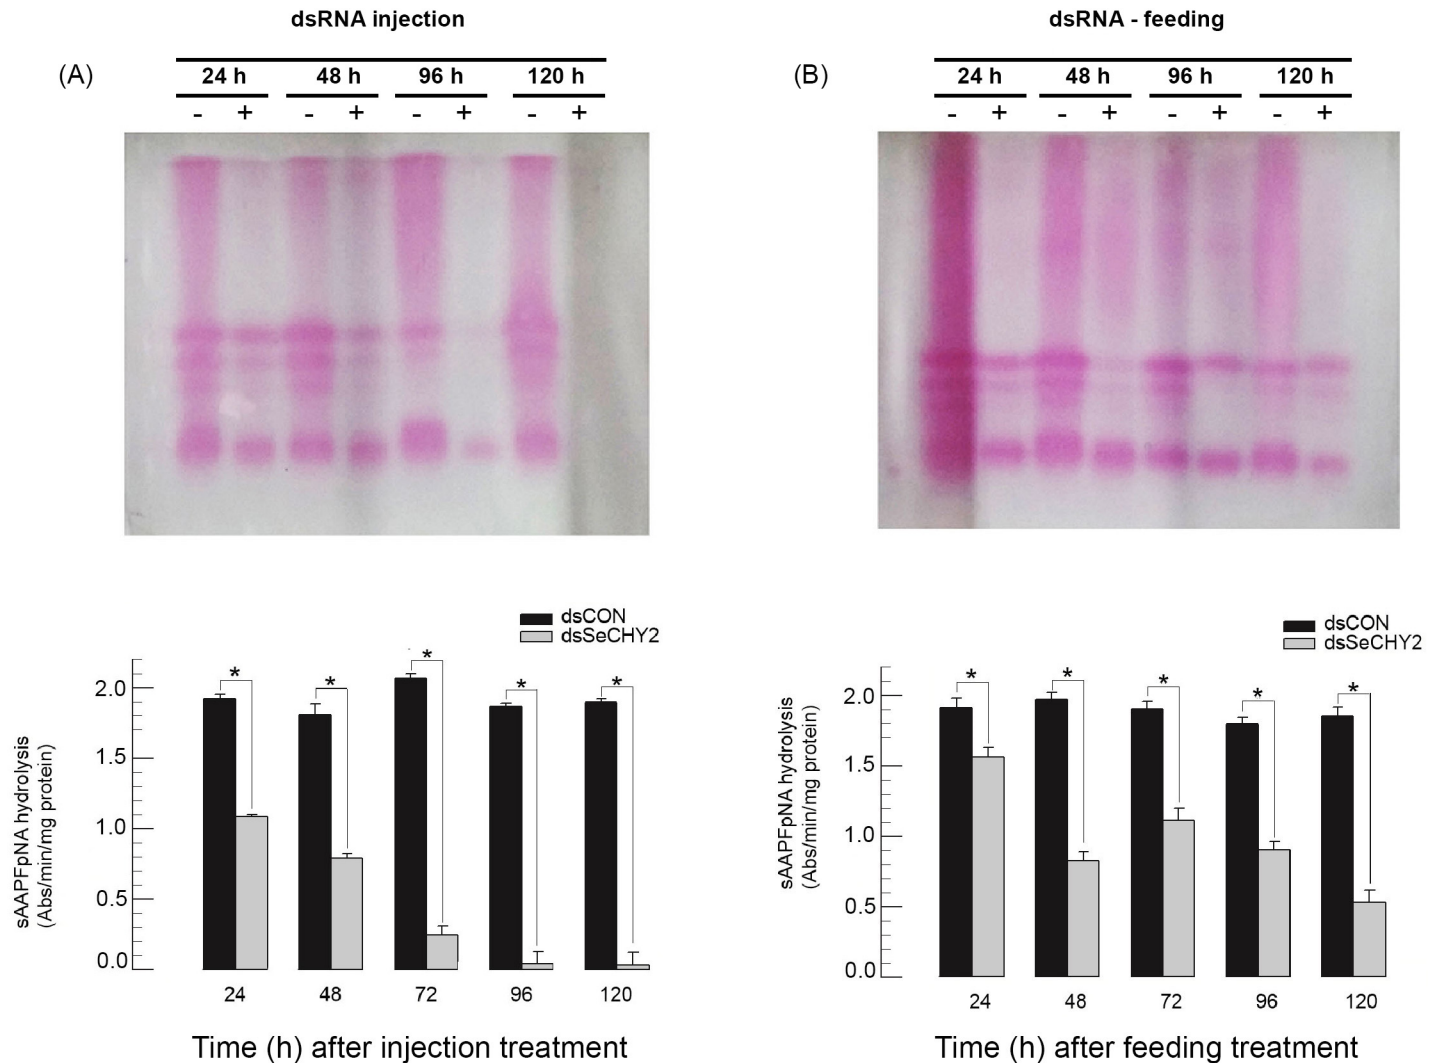 dsRNA injection
(A)
24 h 48 h 96 h 120 h
- + - + - + - +
dsCON
dsSeCHY2
sAAPFpNA hydrolysis
(Abs/min/mg protein)
2.0
1.5
1.0
0.5
0.0
* * * * *
24 48 72 96 120
Time (h) after injection treatment
dsRNA - feeding
(B)
24 h 48 h 96 h 120 h
- + - + - + - +
dsCON
dsSeCHY2
sAAPFpNA hydrolysis
(Abs/min/mg protein)
2.0
1.5
1.0
0.5
0.0
* * * * *
24 48 72 96 120
Time (h) after feeding treatment